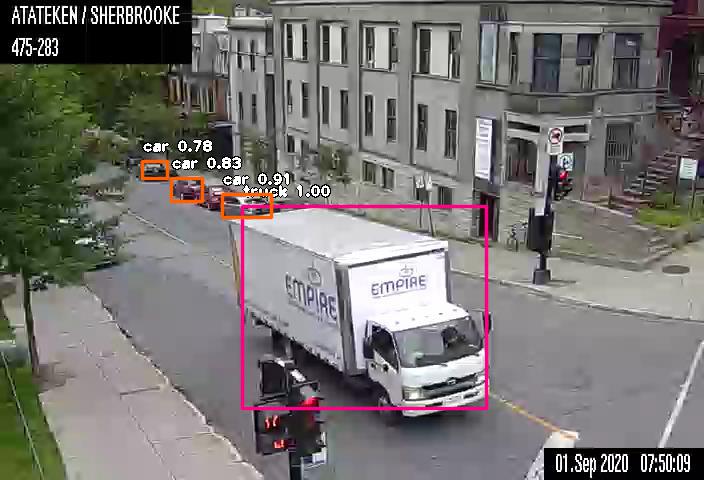 ATATEKEN / SHERBROOKE
475-283
car 0.78
car 0.83
car 0.91
truck 1.00
EMPIRE
EMPIRE
01.Sep 2020 07:50:09